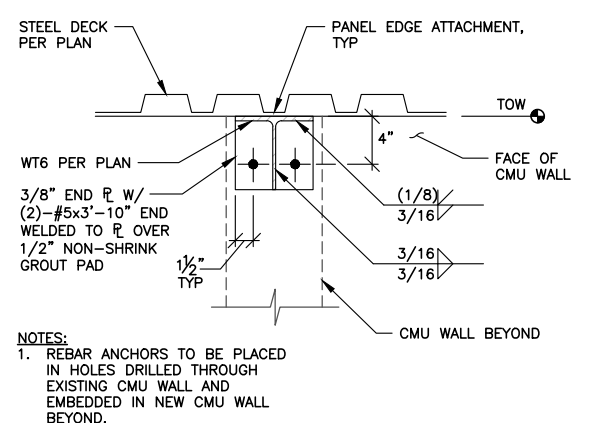 STEEL DECK
PER PLAN
PANEL EDGE ATTACHMENT,
TYP
TOW
4"
FACE OF
CMU WALL
WT6 PER PLAN
3/8" END ⅊ W/
(2)-#5x3'-10" END
WELDED TO ⅊ OVER
1/2" NON-SHRINK
GROUT PAD
(1/8)
3/16
1½"
TYP
3/16
3/16
CMU WALL BEYOND
NOTES:
1. REBAR ANCHORS TO BE PLACED
IN HOLES DRILLED THROUGH
EXISTING CMU WALL AND
EMBEDDED IN NEW CMU WALL
BEYOND.